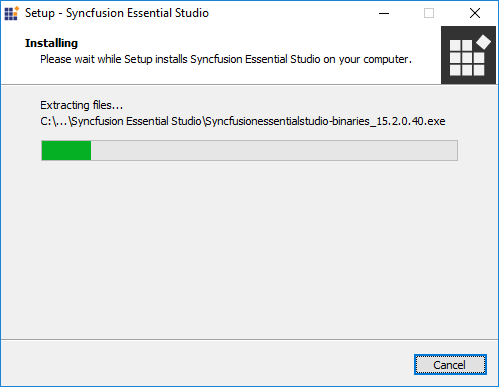 Setup - Syncfusion Essential Studio
Installing
Please wait while Setup installs Syncfusion Essential Studio on your computer.
Extracting files...
C:\...\Syncfusion Essential Studio\Syncfusionessentialstudio-binaries_15.2.0.40.exe
Cancel